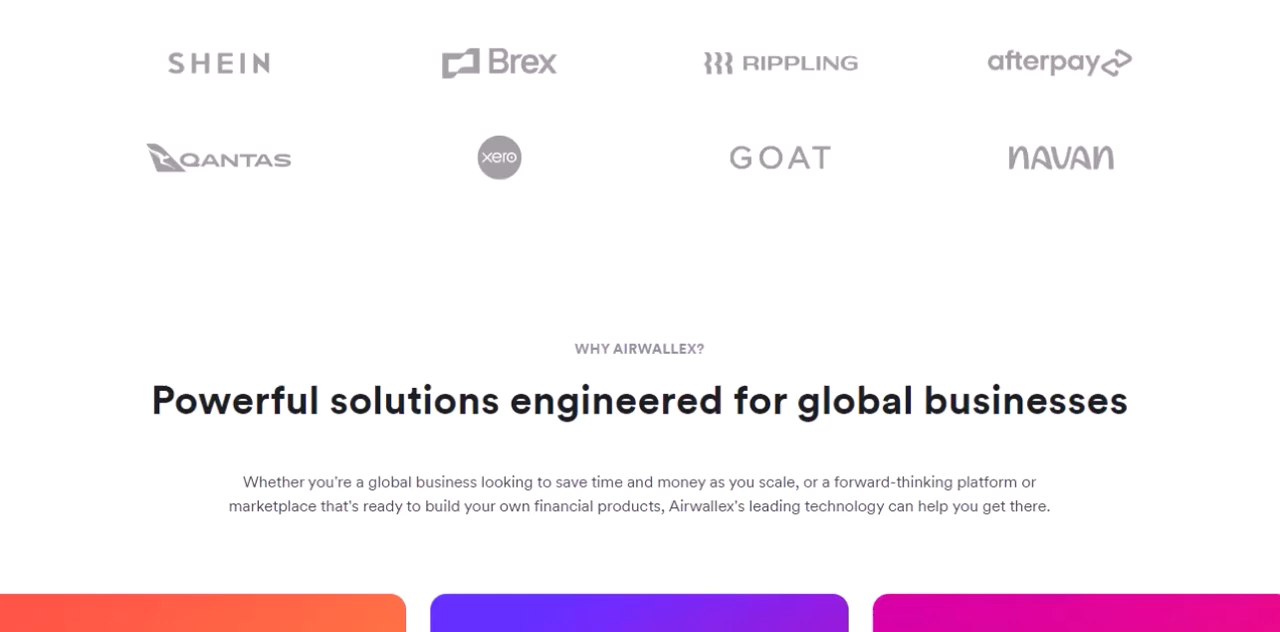 SHEIN
Brex
RIPPLING
afterpay
QANTAS
xero
GOAT
navan
WHY AIRWALLEX?
Powerful solutions engineered for global businesses
Whether you're a global business looking to save time and money as you scale, or a forward-thinking platform or
marketplace that's ready to build your own financial products, Airwallex's leading technology can help you get there.